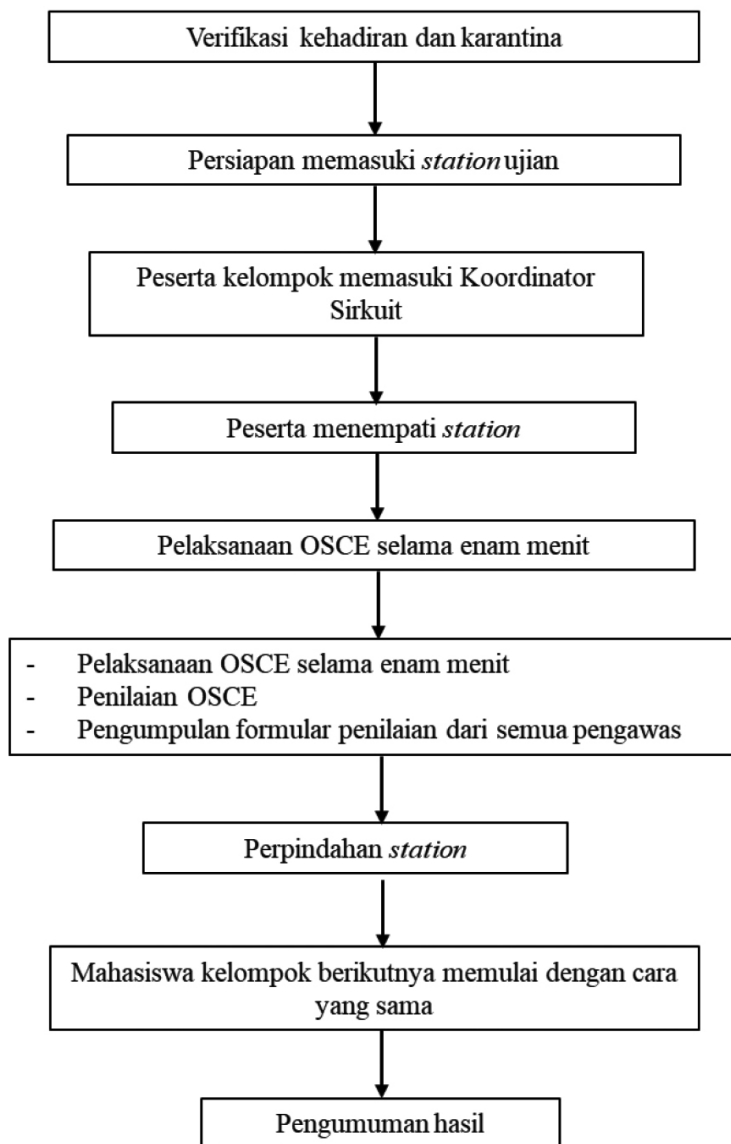 Verifikasi kehadiran dan karantina
Persiapan memasuki station ujian
Peserta kelompok memasuki Koordinator
Sirkuit
Peserta menempati station
Pelaksanaan OSCE selama enam menit
- Pelaksanaan OSCE selama enam menit
- Penilaian OSCE
- Pengumpulan formular penilaian dari semua pengawas
Perpindahan station
Mahasiswa kelompok berikutnya memulai dengan cara
yang sama
Pengumuman hasil